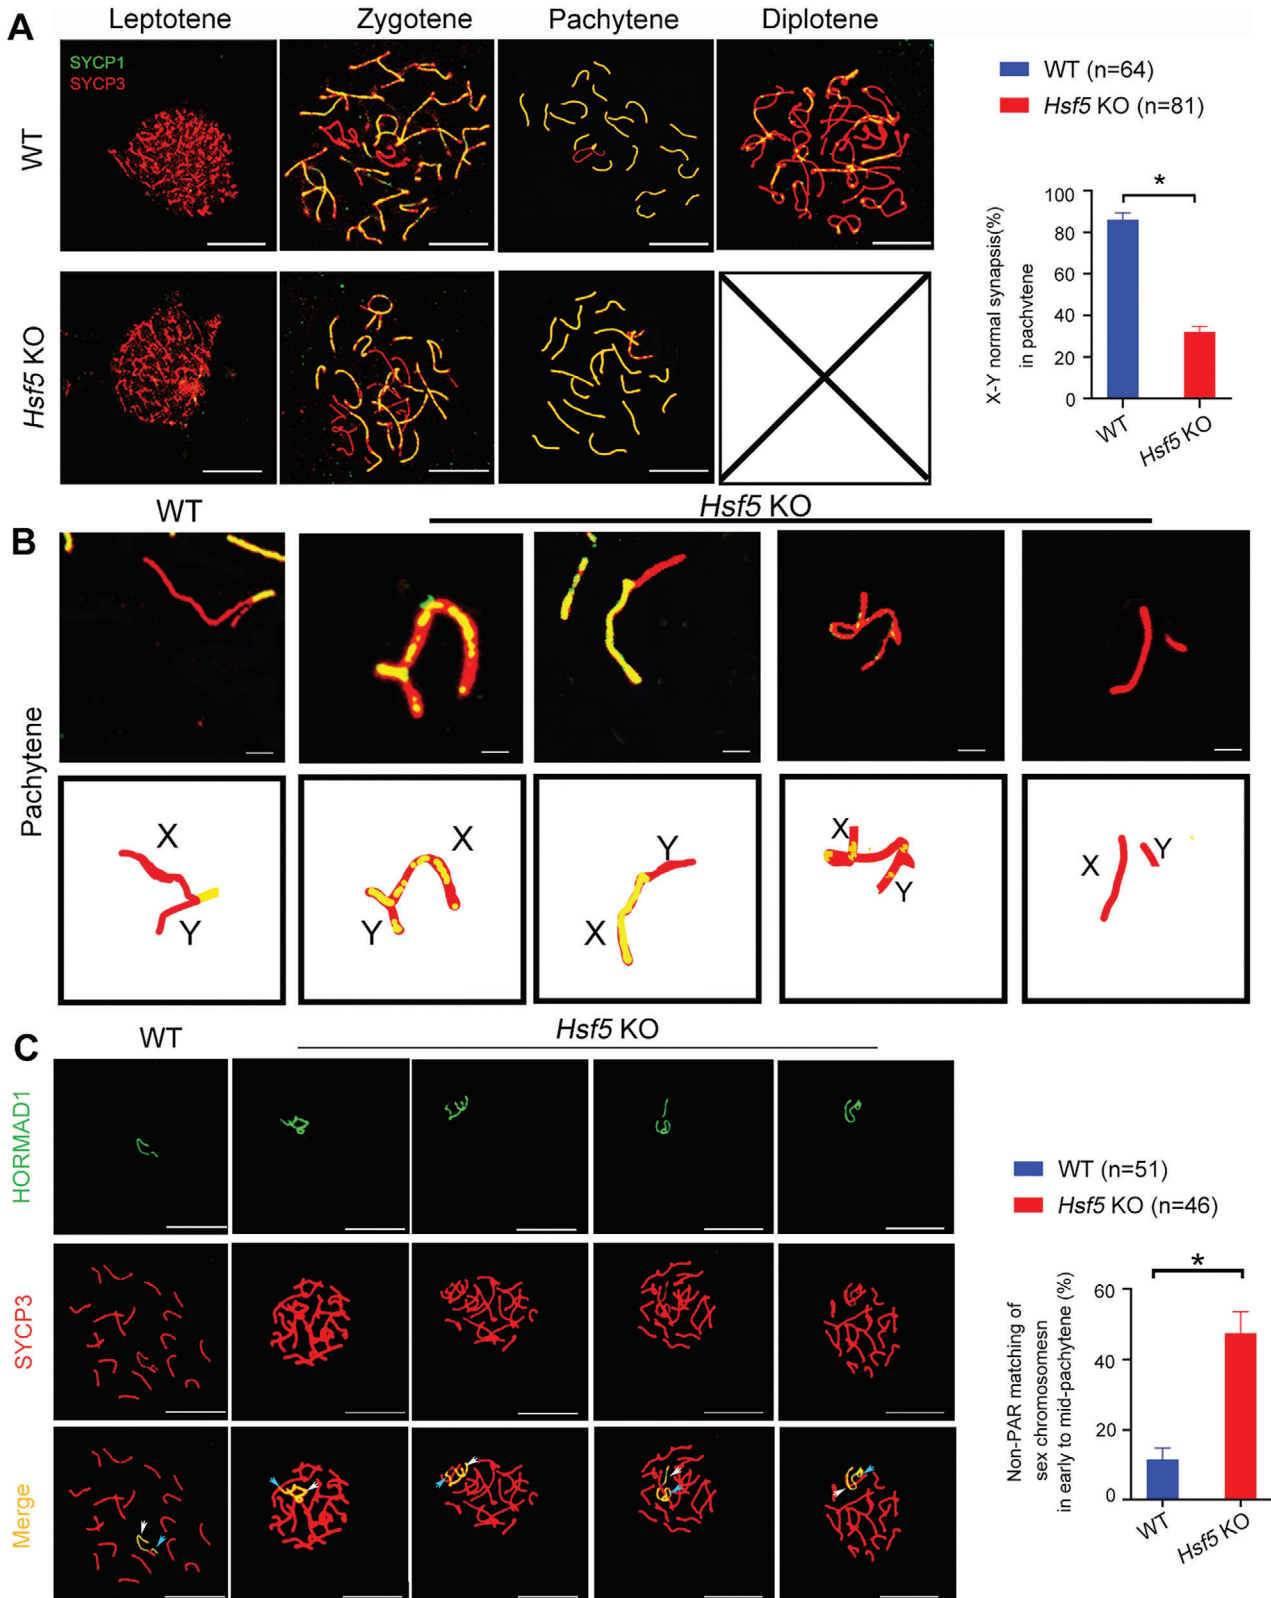 A
Leptotene
Zygotene
Pachytene
Diplotene
SYCP1
SYCP3
WT
Hsf5 KO
WT (n=64)
Hsf5 KO (n=81)
*
X-Y normal synapsis(%)
in pachytene
100
80
60
40
20
0
WT
Hsf5 KO
B
WT
Hsf5 KO
Pachytene
X
Y
X
Y
Y
X
X
Y
X
Y
C
WT
Hsf5 KO
HORMAD1
SYCP3
Merge
WT (n=51)
Hsf5 KO (n=46)
*
Non-PAR matching of
sex chromosomesn
in early to mid-pachytene (%)
60
40
20
0
WT
Hsf5 KO